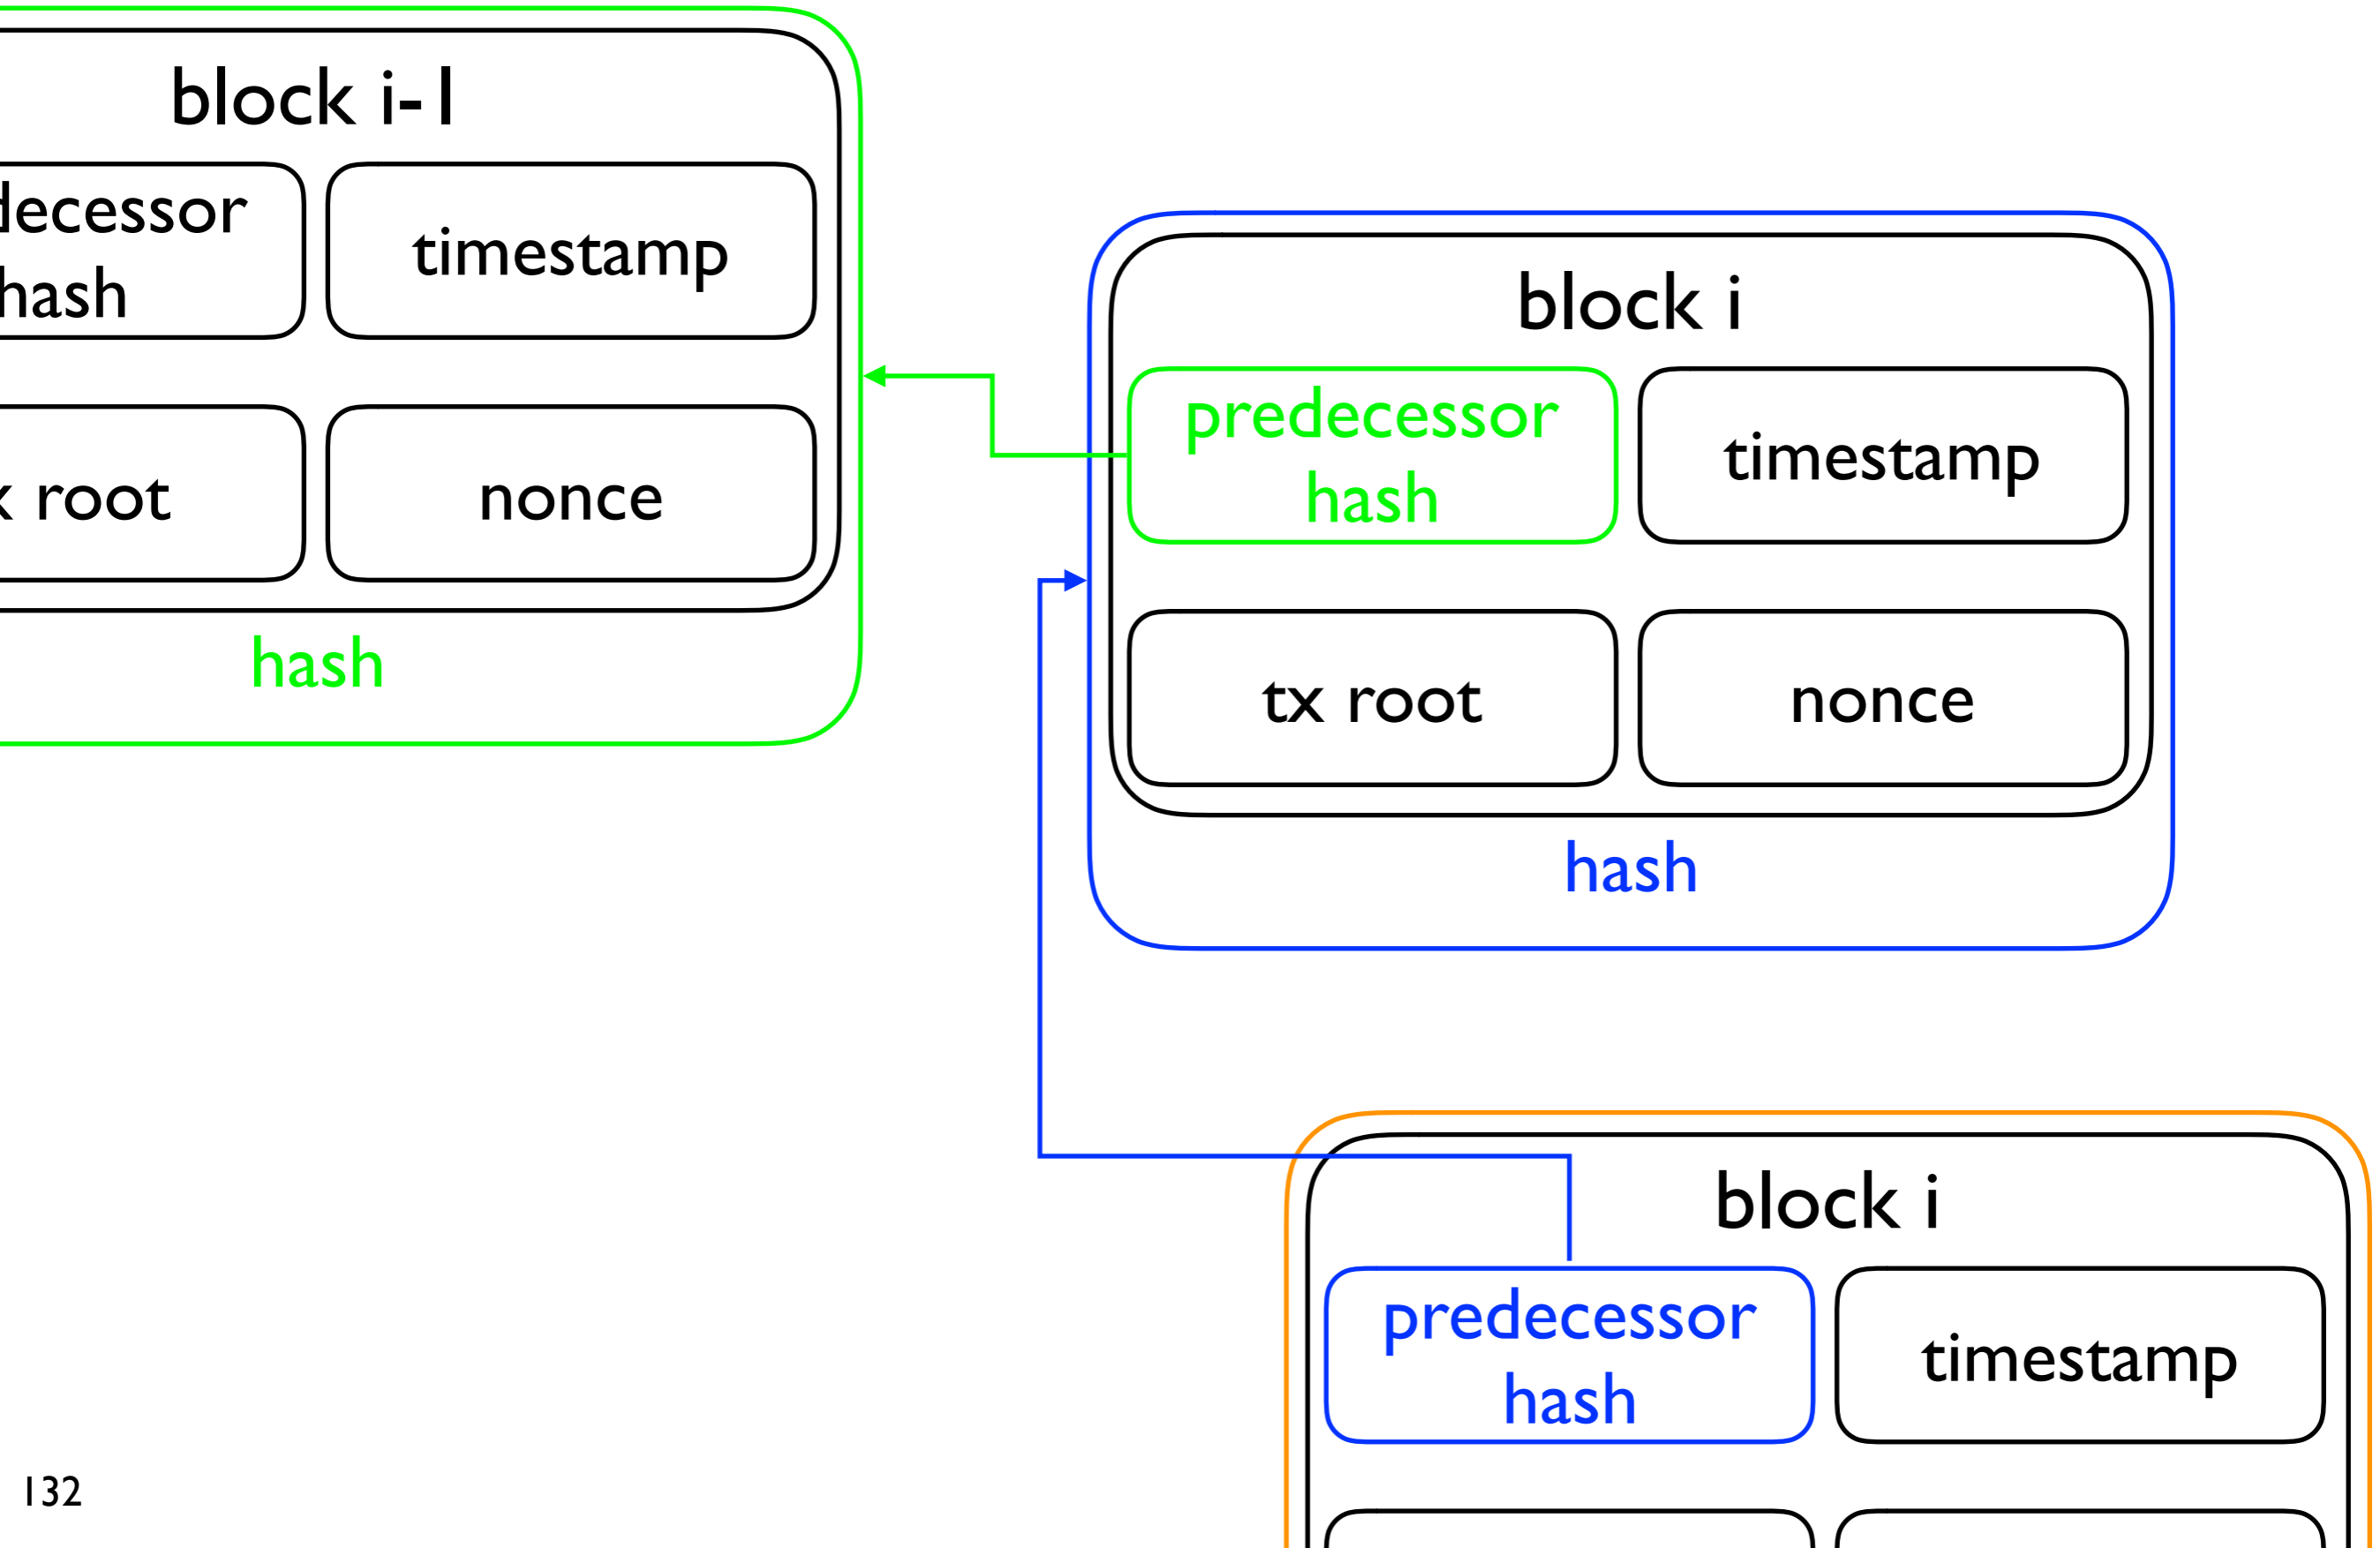 block i-1
decessor
hash
timestamp
x root
nonce
hash
block i
predecessor
hash
timestamp
tx root
nonce
hash
block i
predecessor
hash
timestamp
132